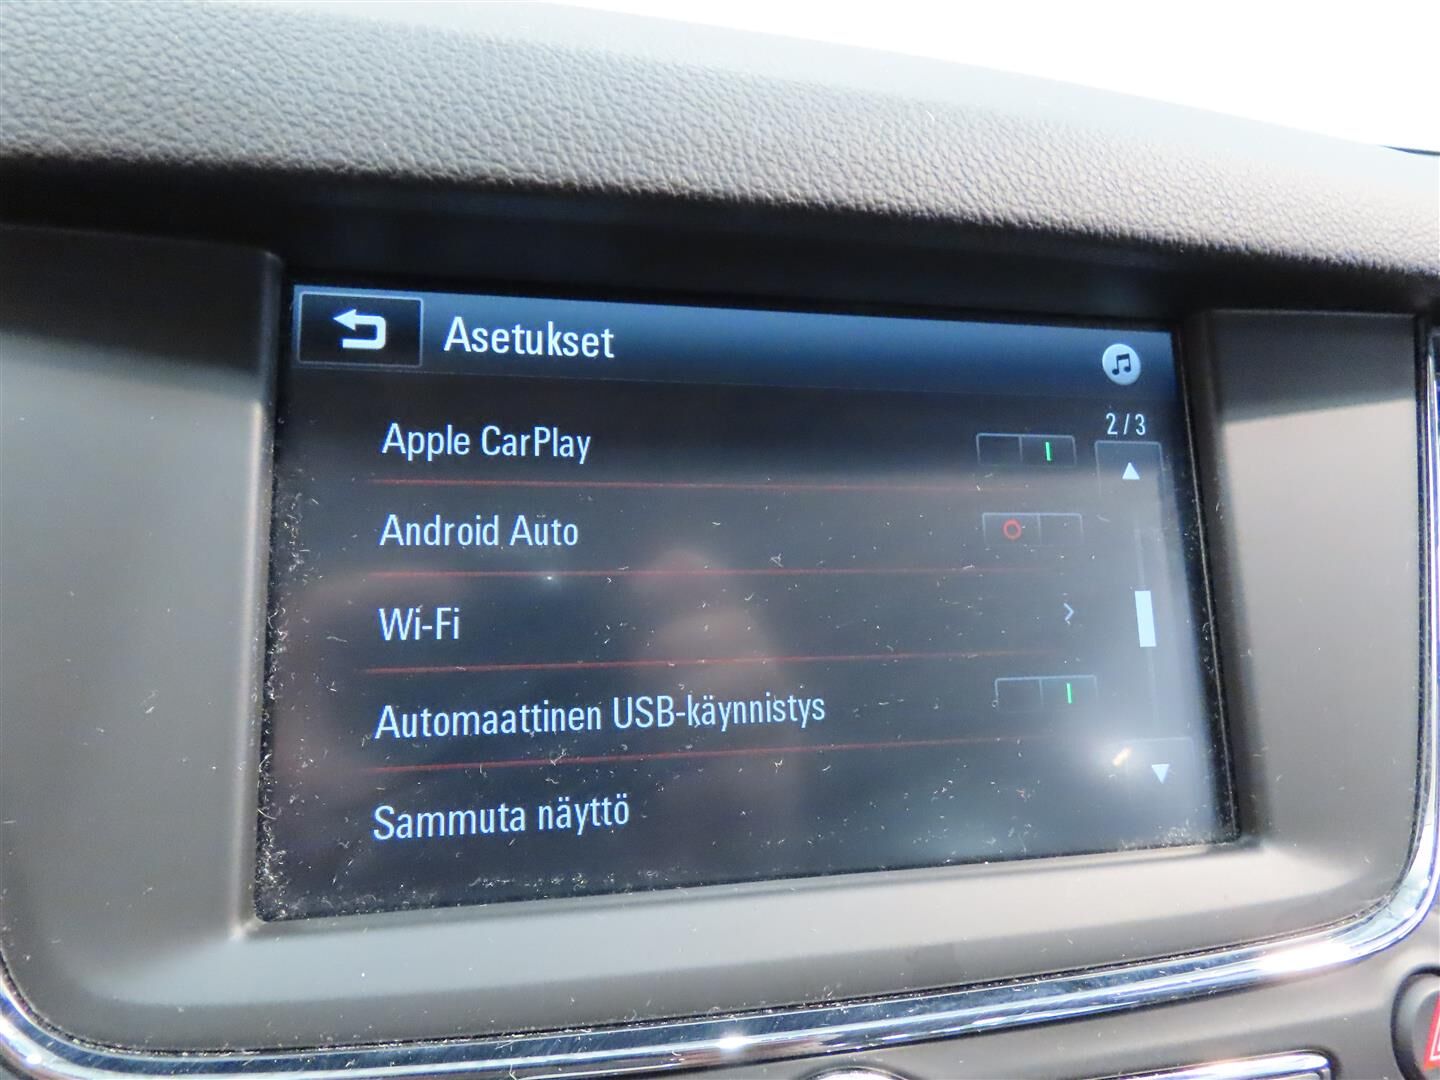 Asetukset
2/3
Apple CarPlay
Android Auto
Wi-Fi
Automaattinen USB-käynnistys
Sammuta näyttö